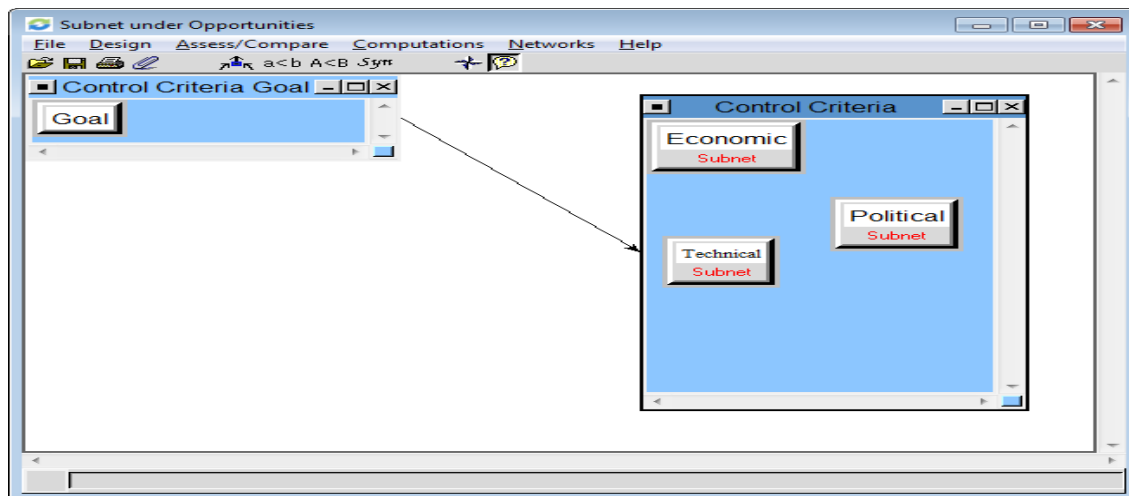 Subnet under Opportunities
File Design Assess/Compare Computations Networks Help
a<b A<B Syn
Control Criteria Goal
Goal
Control Criteria
Economic
Subnet
Political
Subnet
Technical
Subnet